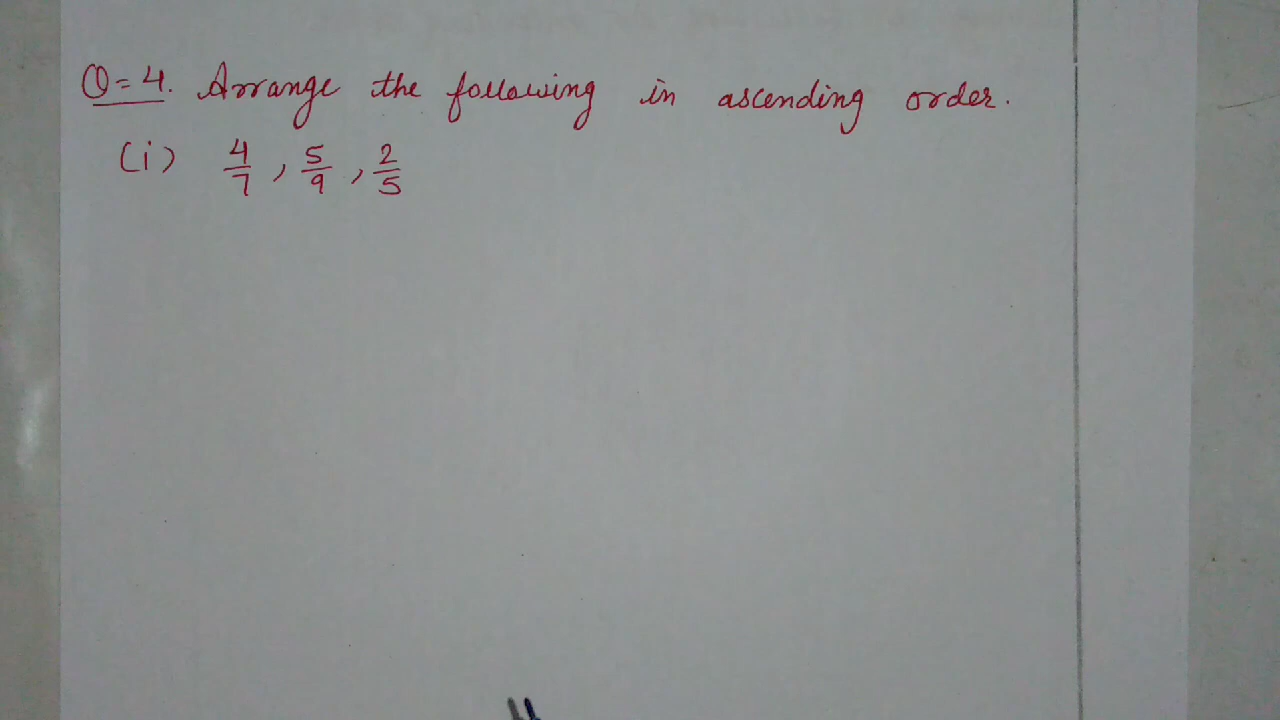 Q=4. Arrange the following in ascending order.
(i) 4/7, 5/9, 2/5